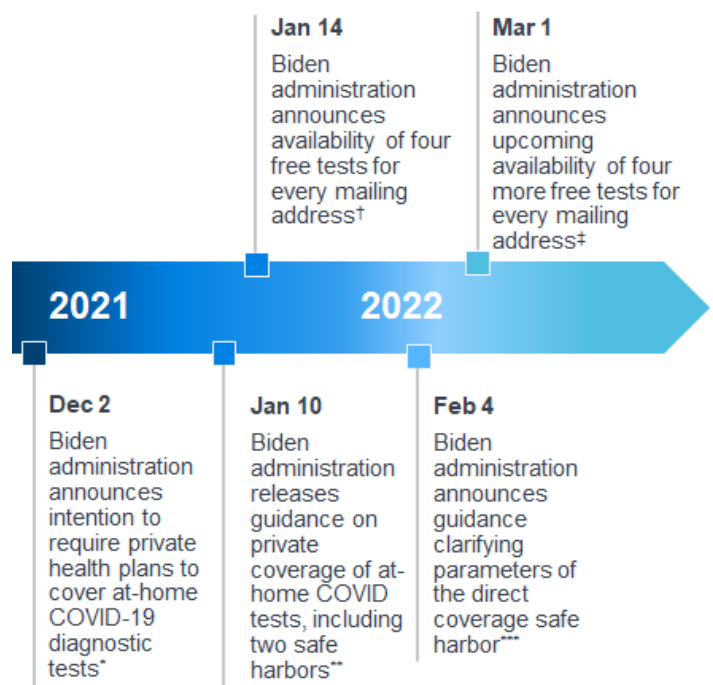 Jan 14
Biden
administration
announces
availability of four
free tests for
every mailing
address†
Mar 1
Biden
administration
announces
upcoming
availability of four
more free tests for
every mailing
address‡
2021
2022
Dec 2
Biden
administration
announces
intention to
require private
health plans to
cover at-home
COVID-19
diagnostic
tests*
Jan 10
Biden
administration
releases
guidance on
private
coverage of at-
home COVID
tests, including
two safe
harbors**
Feb 4
Biden
administration
announces
guidance
clarifying
parameters of
the direct
coverage safe
harbor***